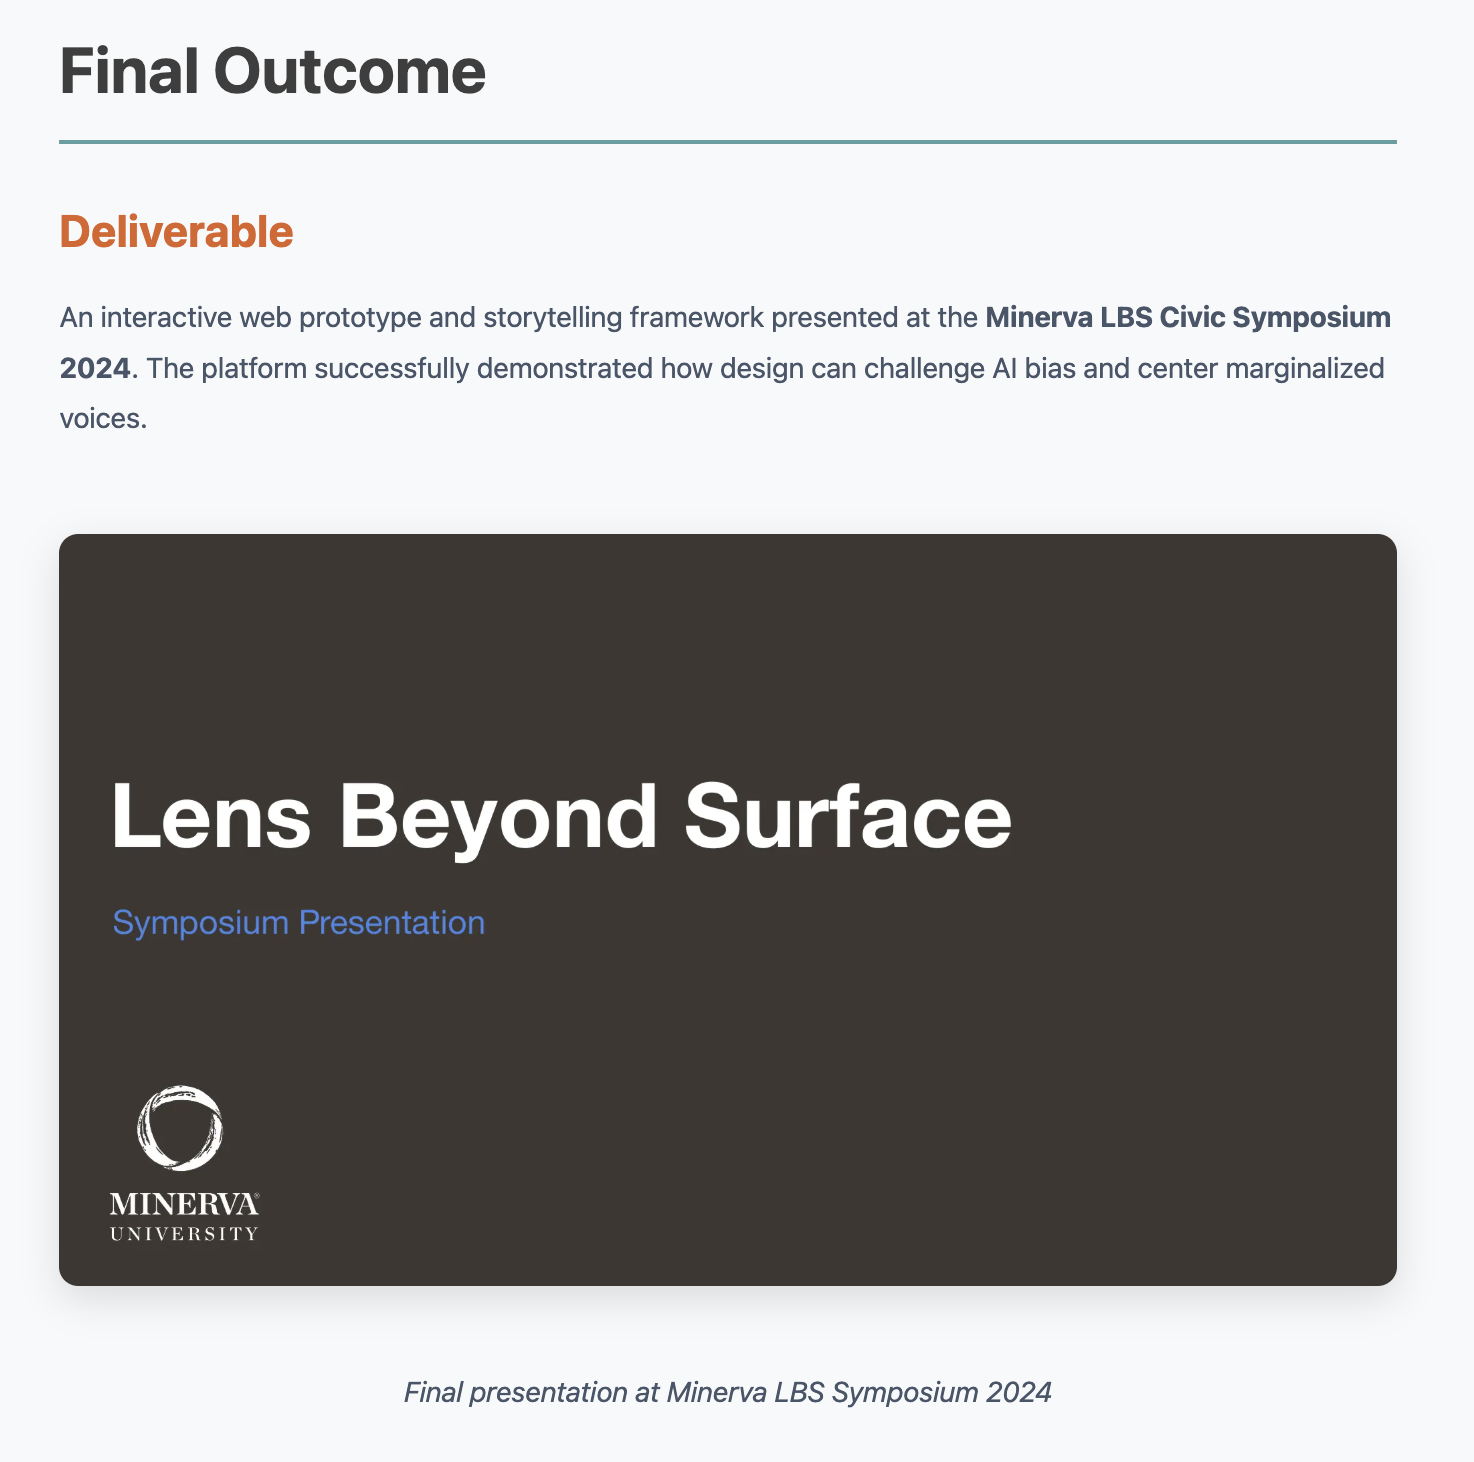 Final Outcome
Deliverable
An interactive web prototype and storytelling framework presented at the Minerva LBS Civic Symposium
2024. The platform successfully demonstrated how design can challenge AI bias and center marginalized
voices.
Lens Beyond Surface
Symposium Presentation
MINERVA®
UNIVERSITY
Final presentation at Minerva LBS Symposium 2024